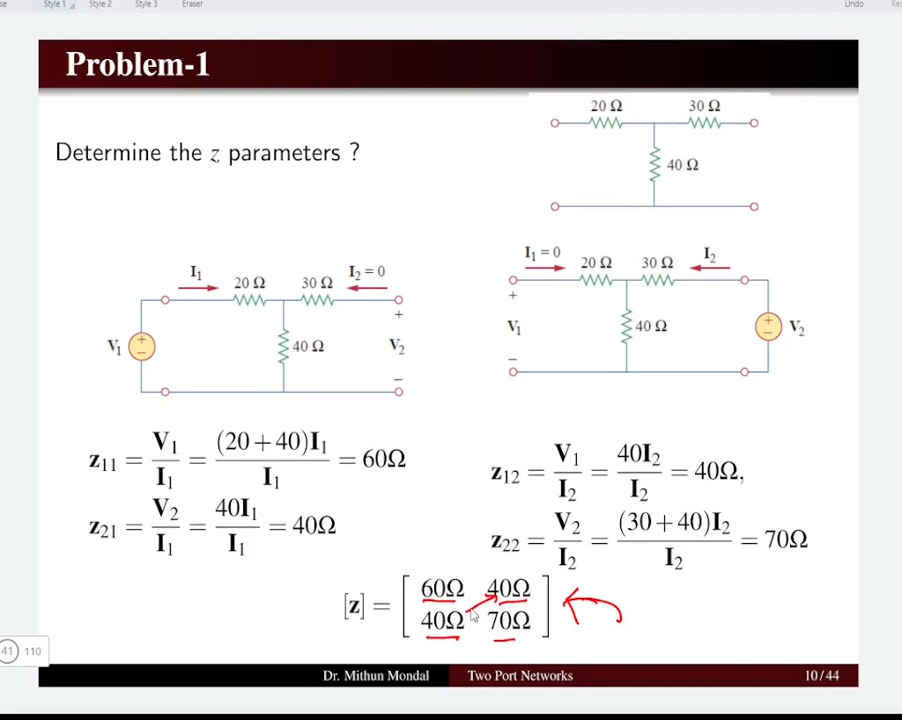 Style 1 Style 2 Style 3 Eraser Undo
Problem-1
Determine the z parameters ?
20 Ω 30 Ω
40 Ω
I₁ 20 Ω 30 Ω I₂ = 0
V₁ + − 40 Ω + V₂ −
I₁ = 0 20 Ω 30 Ω I₂
+ V₁ − 40 Ω + − V₂
z₁₁ = V₁/I₁ = (20+40)I₁/I₁ = 60Ω
z₂₁ = V₂/I₁ = 40I₁/I₁ = 40Ω
z₁₂ = V₁/I₂ = 40I₂/I₂ = 40Ω,
z₂₂ = V₂/I₂ = (30+40)I₂/I₂ = 70Ω
[z] = [ 60Ω 40Ω
40Ω 70Ω ]
41 110
Dr. Mithun Mondal Two Port Networks 10/44